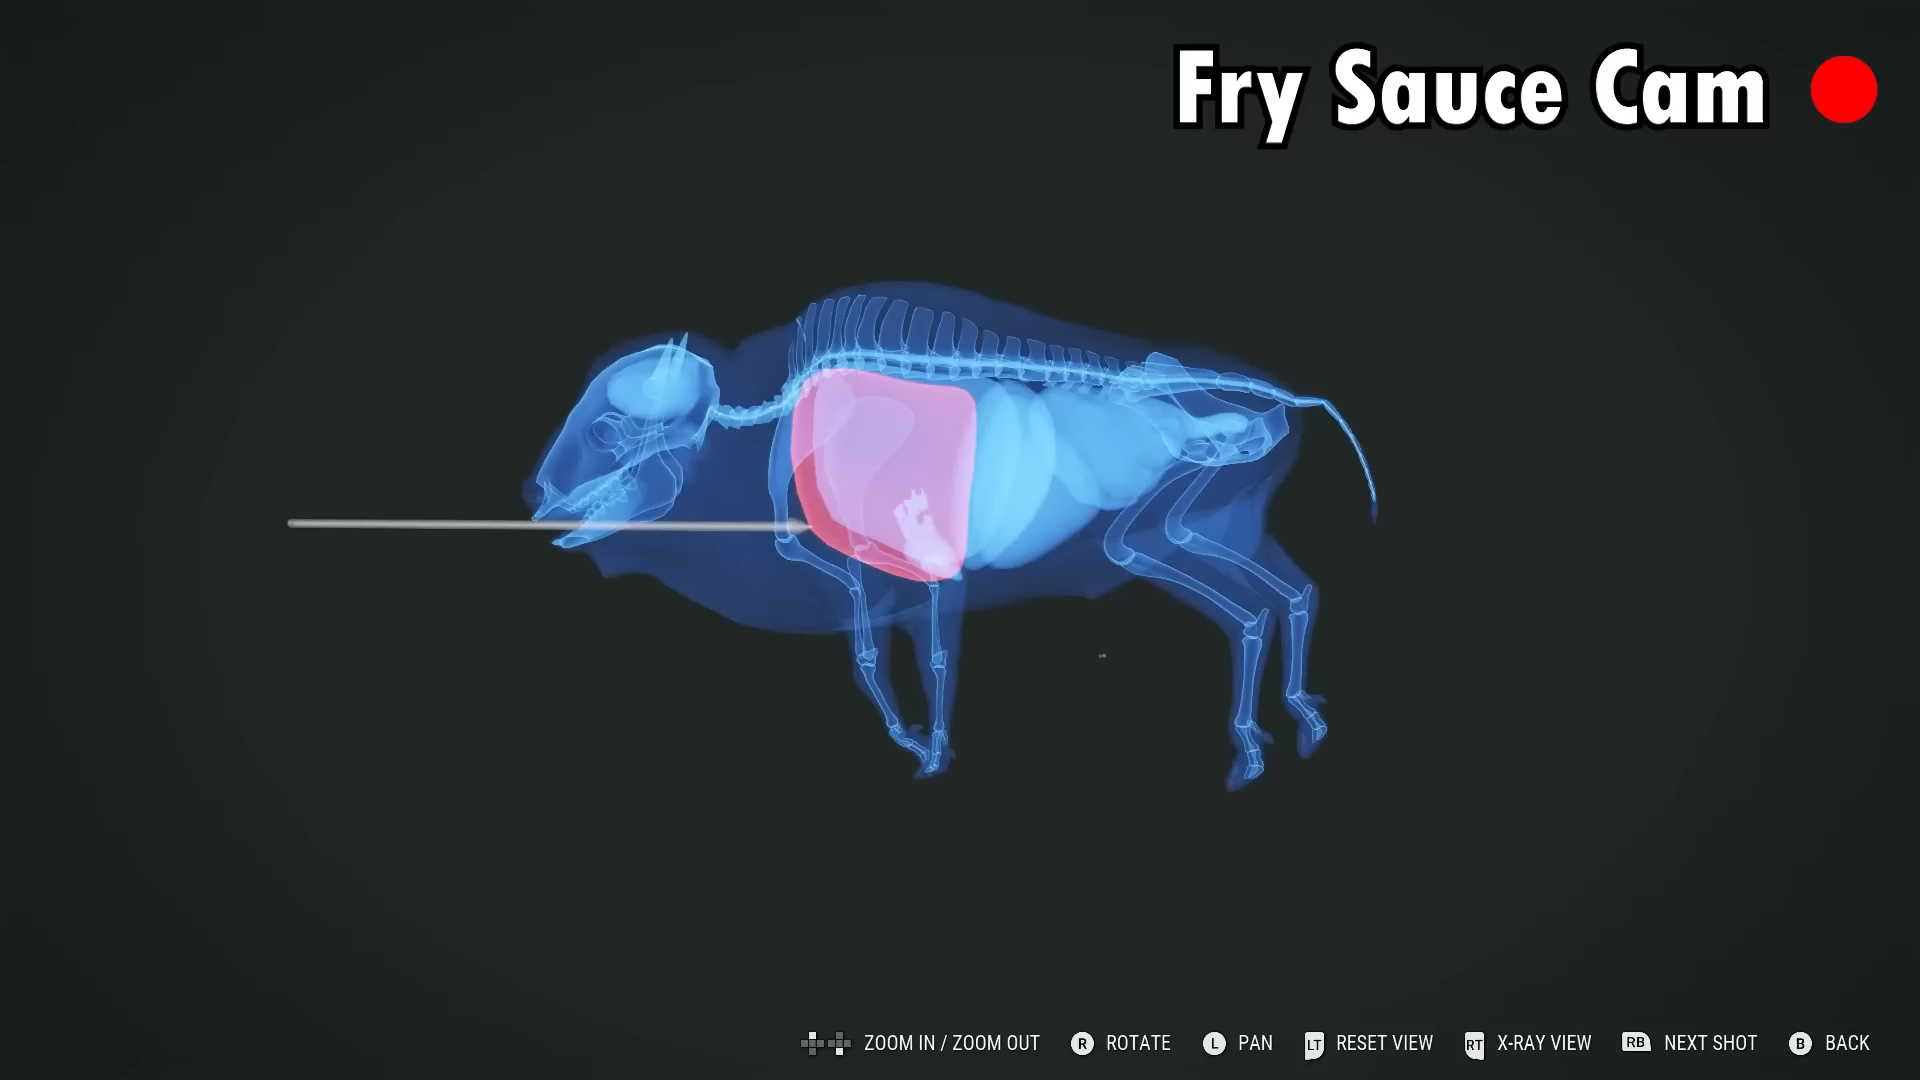 Fry Sauce Cam
ZOOM IN / ZOOM OUT R ROTATE L PAN LT RESET VIEW RT X-RAY VIEW RB NEXT SHOT B BACK